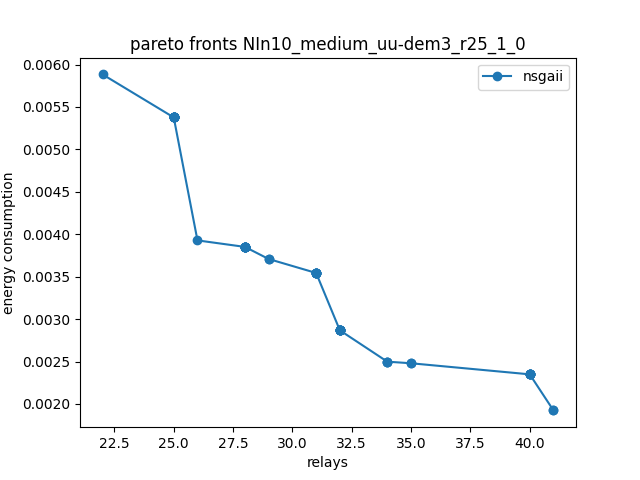 pareto fronts NIn10_medium_uu-dem3_r25_1_0
nsgaii
energy consumption
0.0060
0.0055
0.0050
0.0045
0.0040
0.0035
0.0030
0.0025
0.0020
22.5 25.0 27.5 30.0 32.5 35.0 37.5 40.0
relays